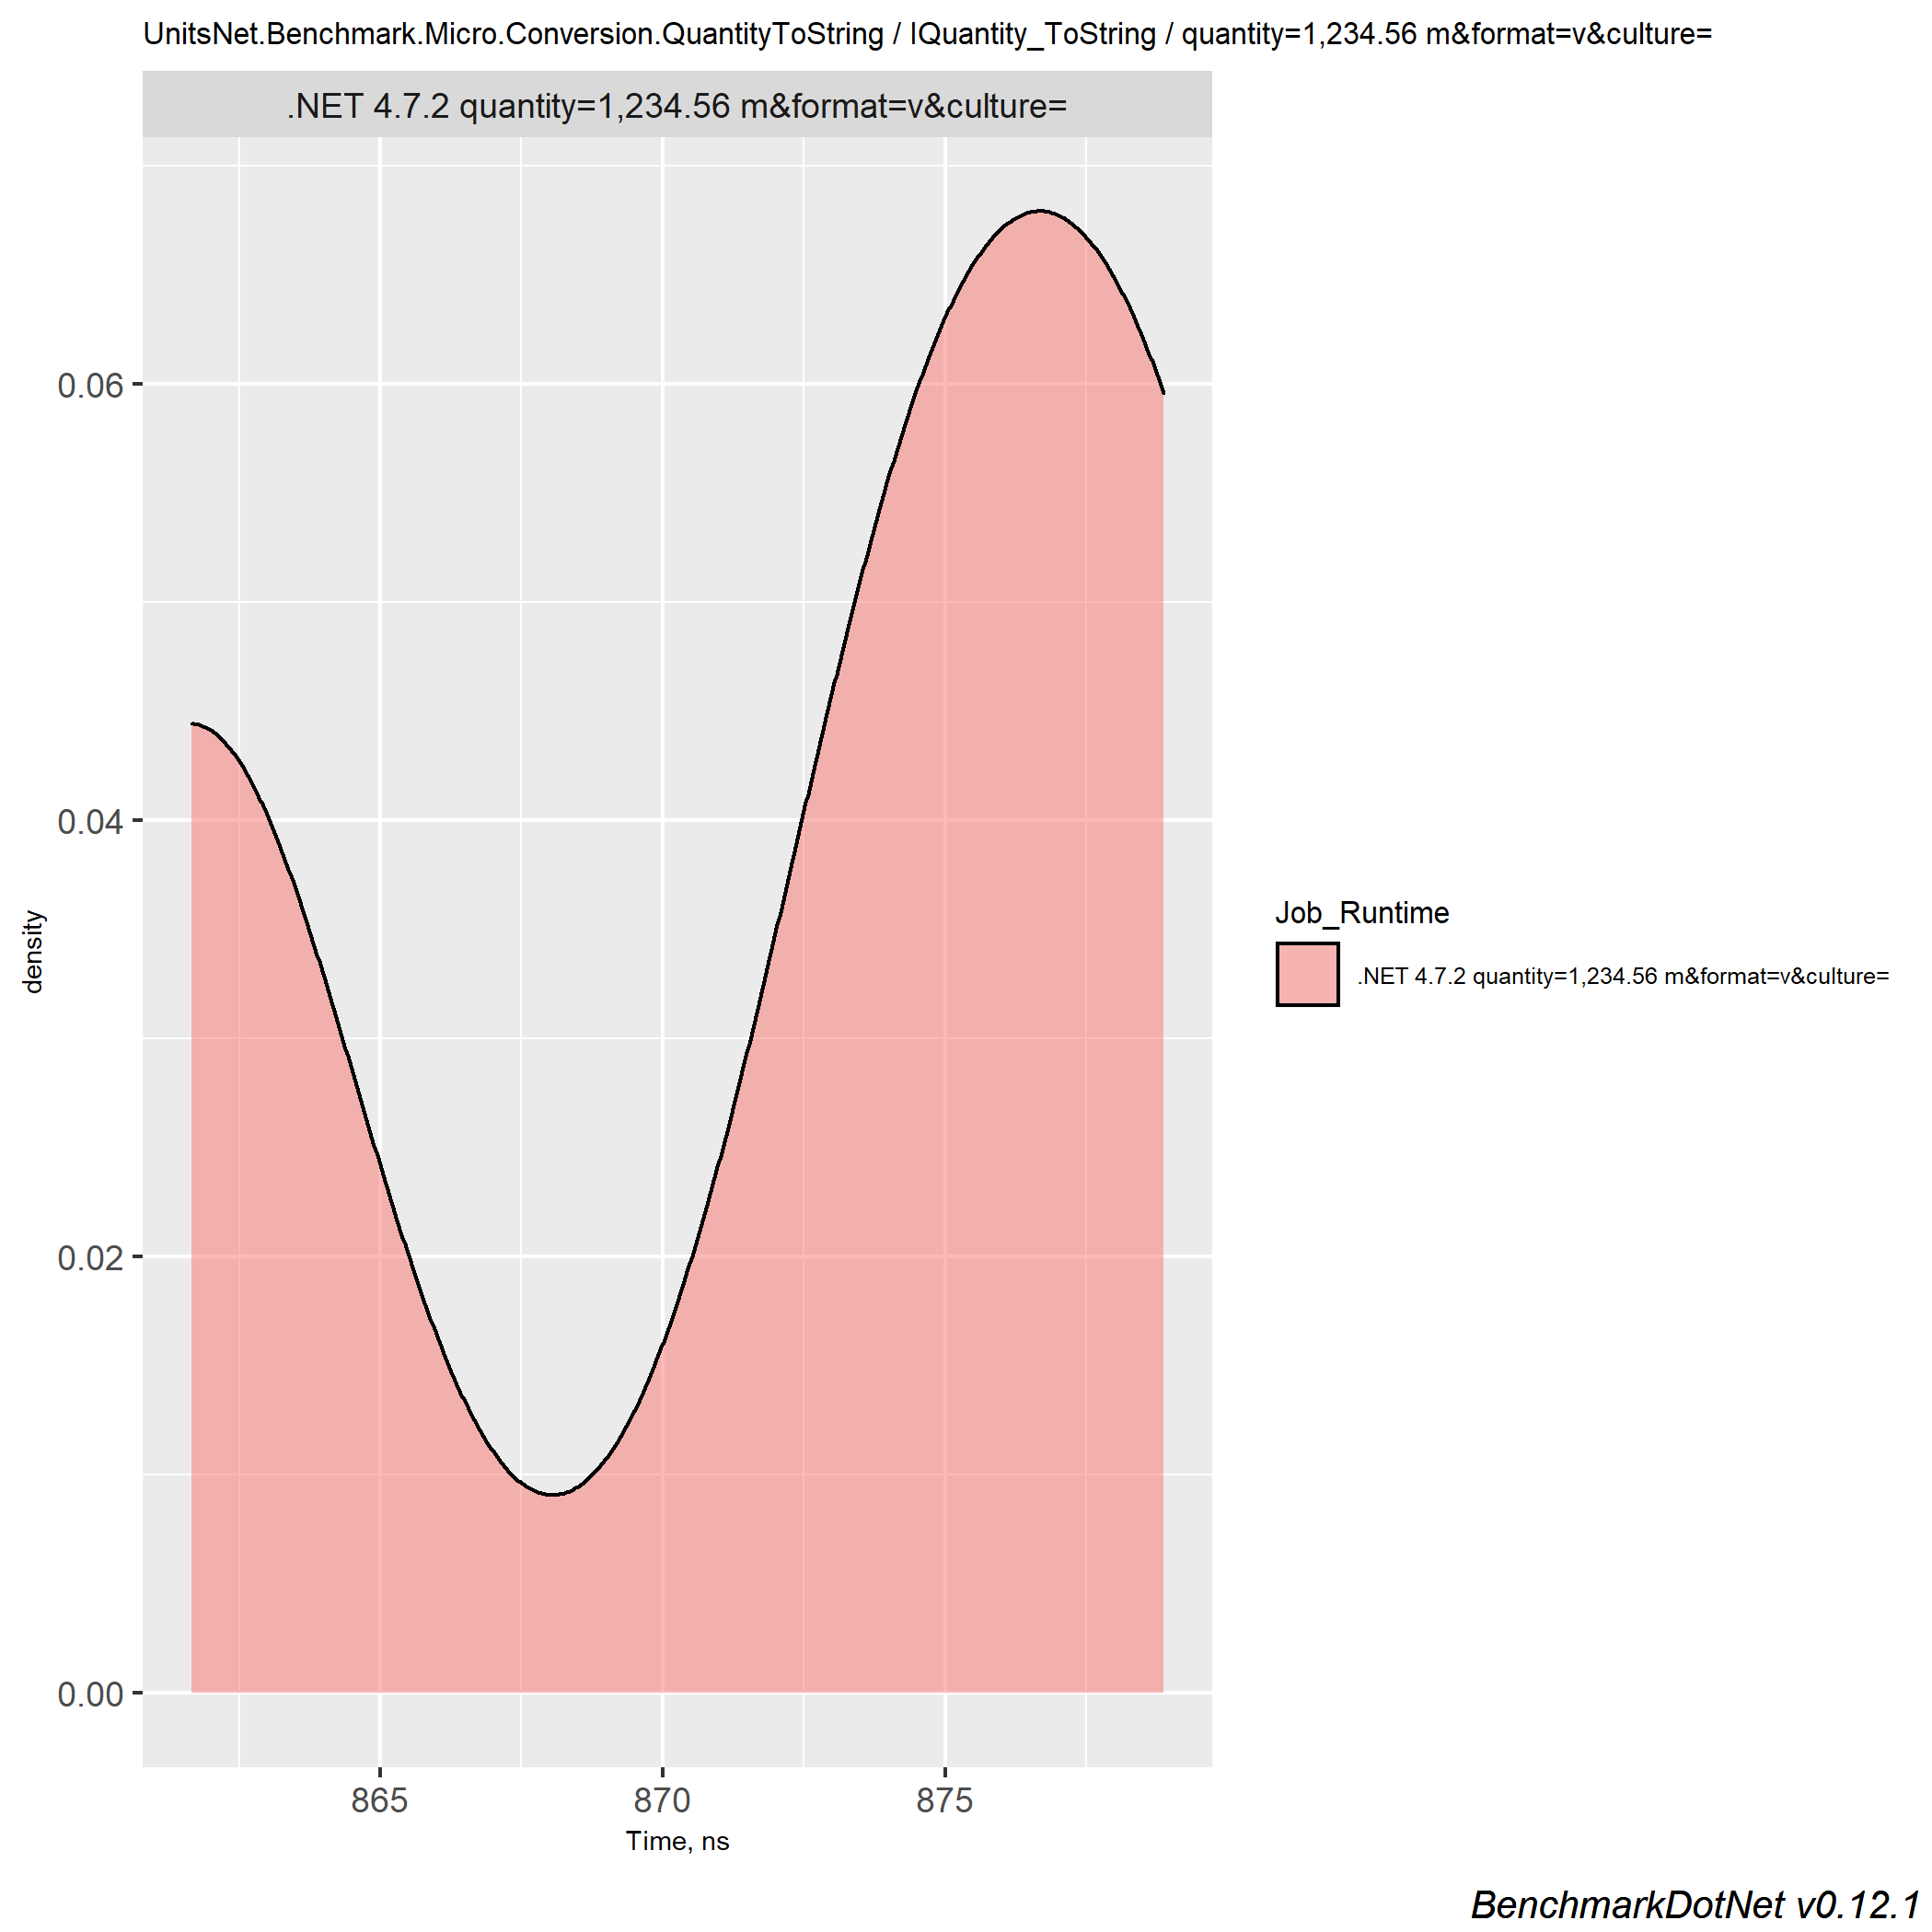 UnitsNet.Benchmark.Micro.Conversion.QuantityToString / IQuantity_ToString / quantity=1,234.56 m&format=v&culture=
.NET 4.7.2 quantity=1,234.56 m&format=v&culture=
0.06
0.04
0.02
0.00
density
865
870
875
Time, ns
Job_Runtime
.NET 4.7.2 quantity=1,234.56 m&format=v&culture=
BenchmarkDotNet v0.12.1